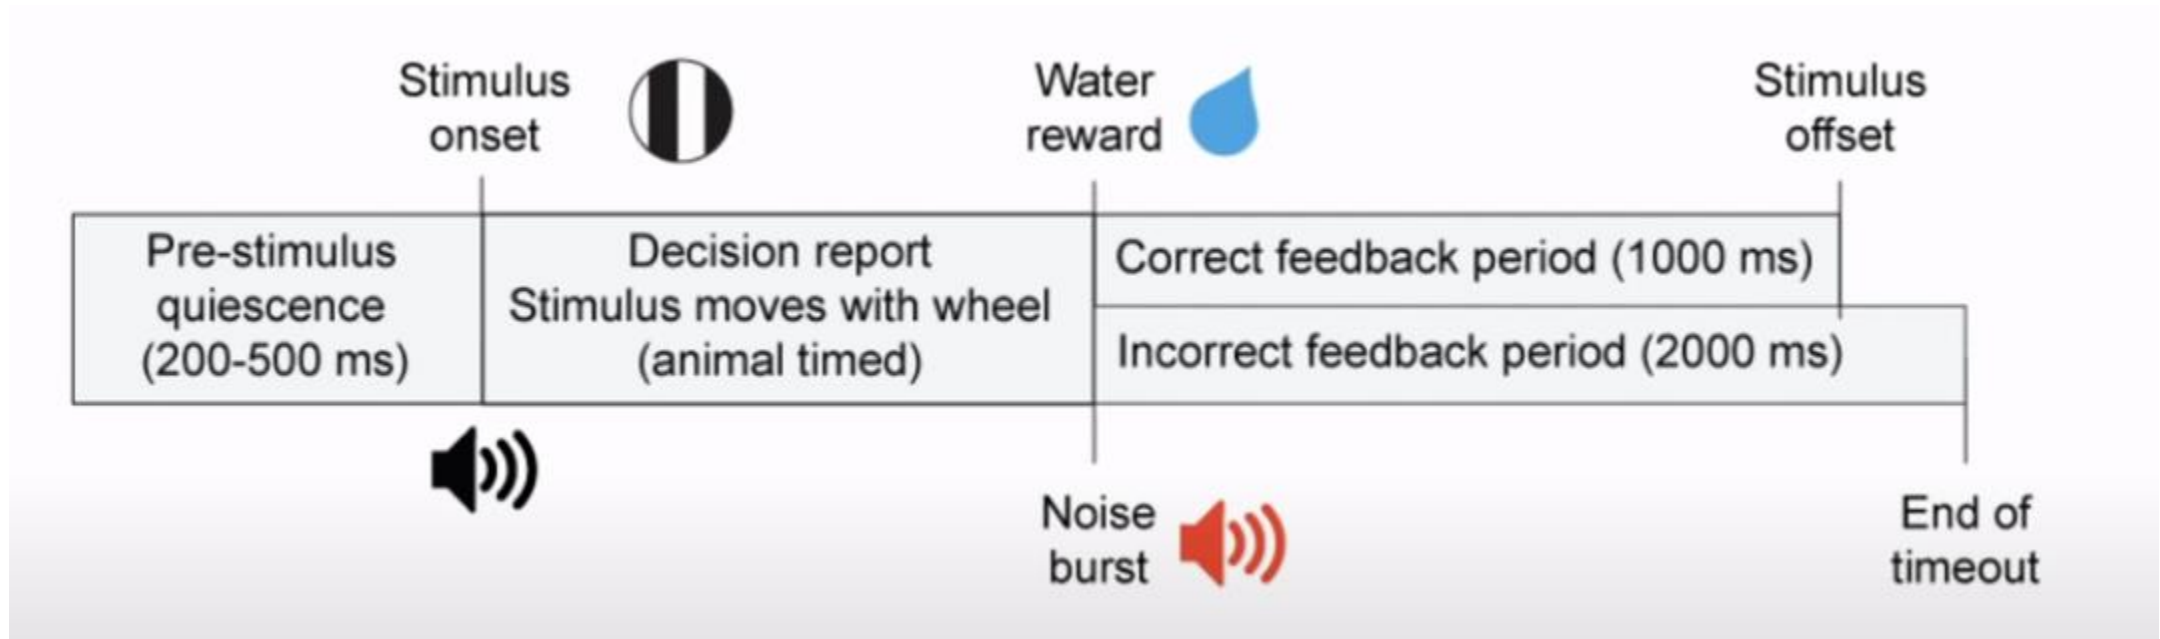 Stimulus
onset
Water
reward
Stimulus
offset
Pre-stimulus
quiescence
(200-500 ms)
Decision report
Stimulus moves with wheel
(animal timed)
Correct feedback period (1000 ms)
Incorrect feedback period (2000 ms)
Noise
burst
End of
timeout